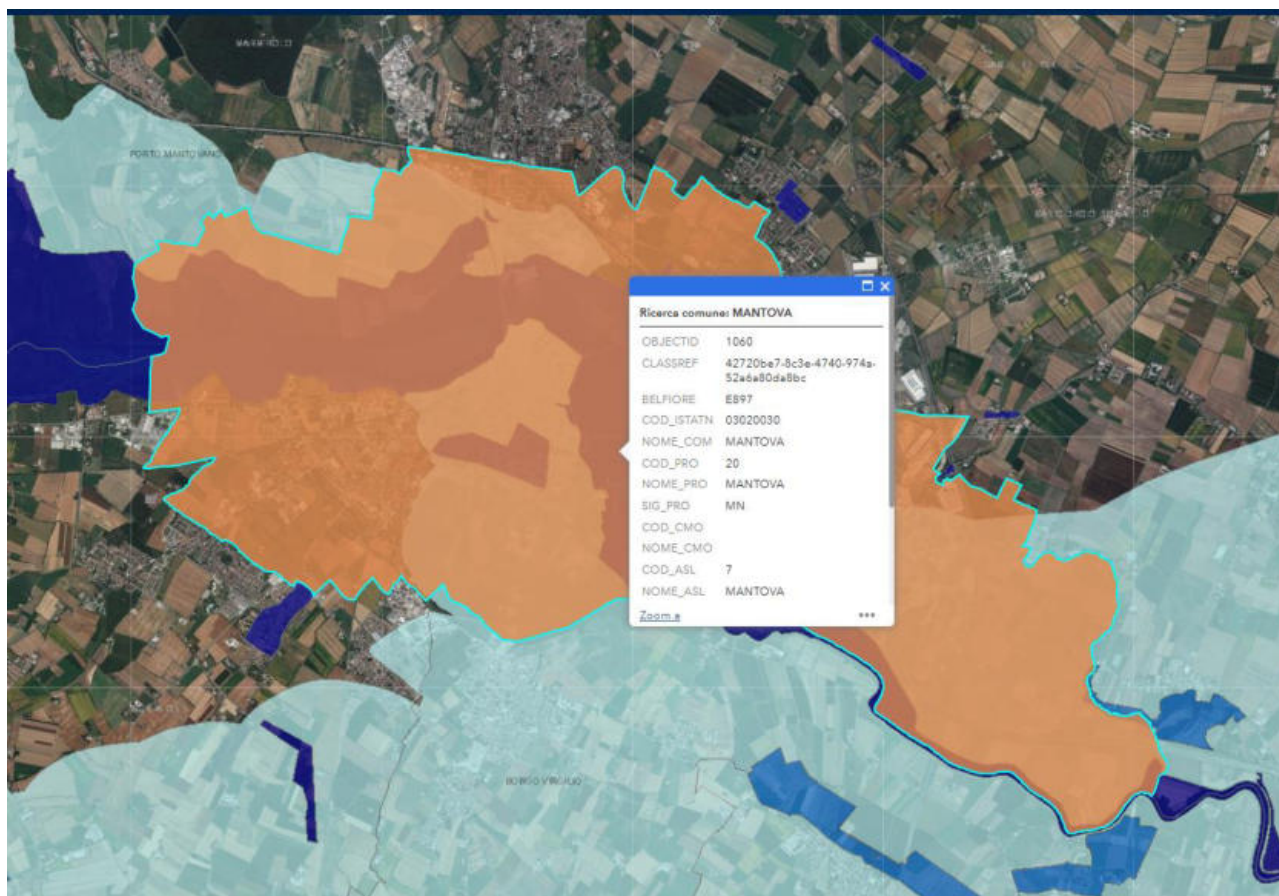 PORTO MANTOVANO
Ricerca comune: MANTOVA
OBJECTID 1060
CLASSREF 42720be7-8c3e-4740-974a-
52a6a80da8bc
BELFIORE E897
COD_ISTATN 03020030
NOME_COM MANTOVA
COD_PRO 20
NOME_PRO MANTOVA
SIG_PRO MN
COD_CMO
NOME_CMO
COD_ASL 7
NOME_ASL MANTOVA
Zoom a
BORGO VIRGILIO